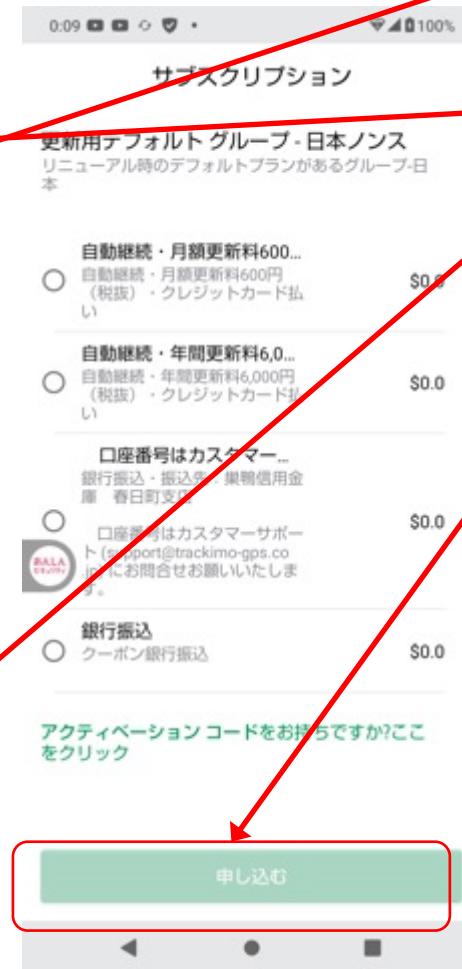 0:09
100%
サブスクリプション
更新用デフォルト グループ - 日本ノンス
リニューアル時のデフォルトプランがあるグループ-日
本
自動継続・月額更新料600...
自動継続・月額更新料600円
（税抜）・クレジットカード払
い
$0.0
自動継続・年間更新料6,0...
自動継続・年間更新料6,000円
（税抜）・クレジットカード払
い
$0.0
口座番号はカスタマー...
銀行振込・振込先 巣鴨信用金
庫 春日町支店
口座番号はカスタマーサポー
ト (support@trackimo-gps.co
.jp) にお問合せお願いいたしま
す。
$0.0
銀行振込
クーポン銀行振込
$0.0
アクティベーション コードをお持ちですか?ここ
をクリック
申し込む